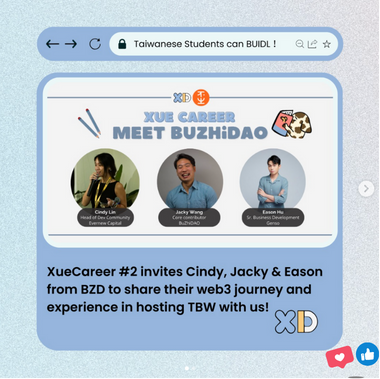 Taiwanese Students can BUIDL !
XD
XUE CAREER
MEET BUZHiDAO
Cindy Lin
Head of Dev Community
Evernew Capital
Jacky Wang
Core contributor
BuZhiDAO
Eason Hu
Sr. Business Development
XueCareer #2 invites Cindy, Jacky & Eason
from BZD to share their web3 journey and
experience in hosting TBW with us!
XD